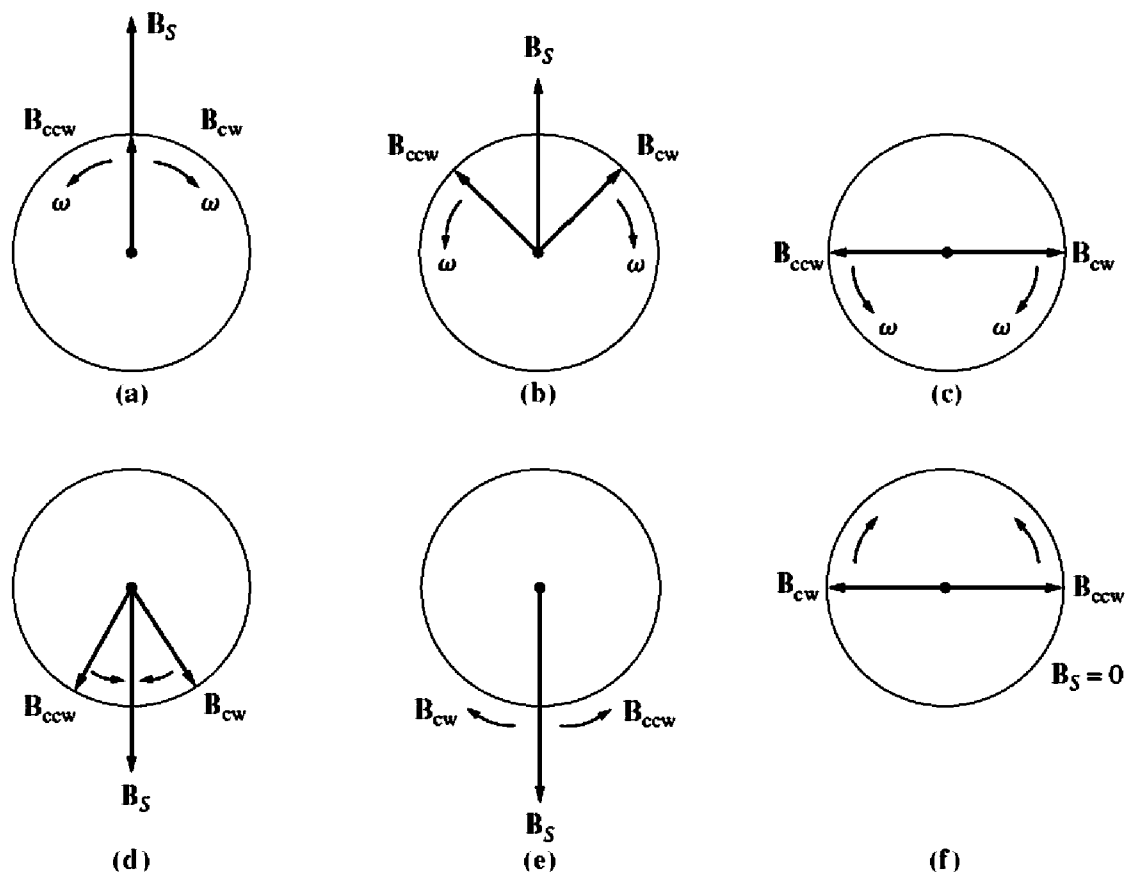 B_S
B_ccw B_cw
ω ω
(a)
B_S
B_ccw B_cw
ω ω
(b)
B_ccw B_cw
ω ω
(c)
B_ccw B_cw
B_S
(d)
B_cw B_ccw
B_S
(e)
B_cw B_ccw
B_S = 0
(f)